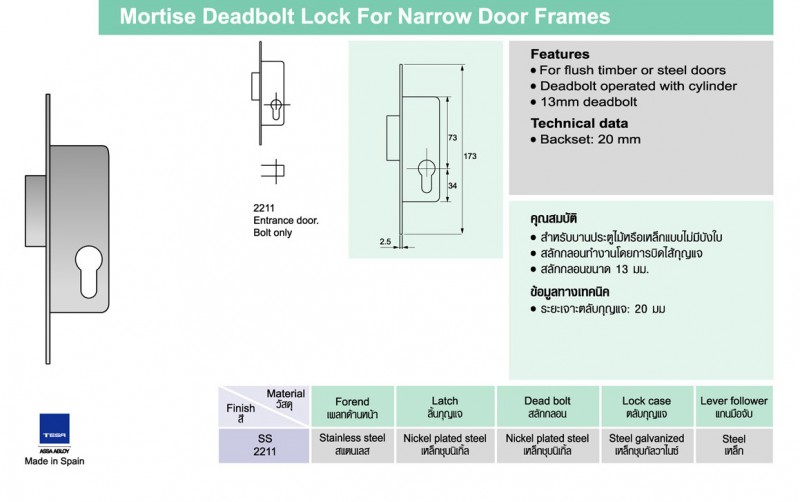 Mortise Deadbolt Lock For Narrow Door Frames
2211
Entrance door.
Bolt only
73
173
34
2.5
Features
• For flush timber or steel doors
• Deadbolt operated with cylinder
• 13mm deadbolt
Technical data
• Backset: 20 mm
คุณสมบัติ
• สำหรับบานประตูไม้หรือเหล็กแบบไม่มีบังใบ
• สลักกลอนทำงานโดยการบิดไส้กุญแจ
• สลักกลอนขนาด 13 มม.
ข้อมูลทางเทคนิค
• ระยะเจาะตลับกุญแจ: 20 มม
Material
วัสดุ
Finish
สี
Forend
เพลทด้านหน้า
Latch
ลิ้นกุญแจ
Dead bolt
สลักกลอน
Lock case
ตลับกุญแจ
Lever follower
แกนมือจับ
SS
2211
Stainless steel
สแตนเลส
Nickel plated steel
เหล็กชุบนิเกิ้ล
Nickel plated steel
เหล็กชุบนิเกิ้ล
Steel galvanized
เหล็กชุบกัลวาไนซ์
Steel
เหล็ก
TESA
ASSA ABLOY
Made in Spain